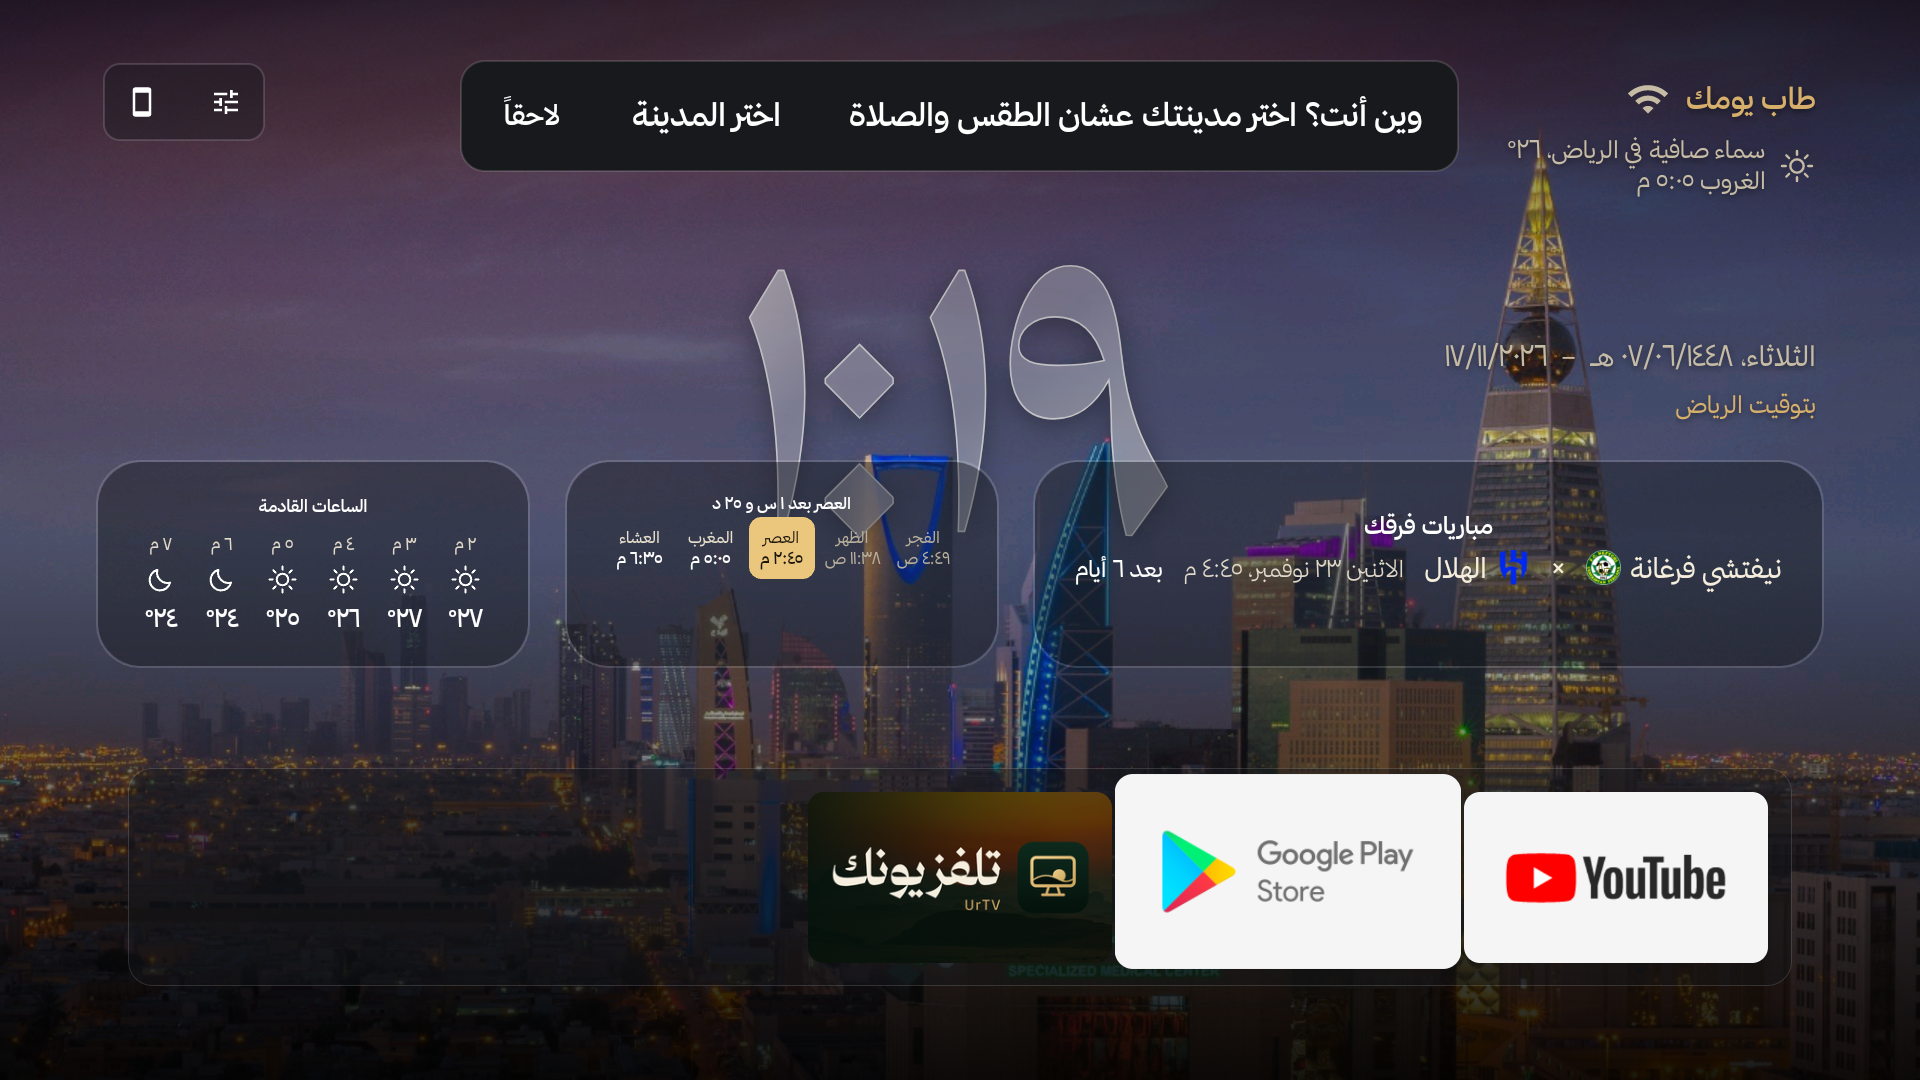 طاب يومك
سماء صافية في الرياض، ٢٦°
الغروب ٥:٠٥ م
وين أنت؟ اختر مدينتك عشان الطقس والصلاة
اختر المدينة
لاحقاً
١:١٩
الثلاثاء، ٠٧/٠٦/١٤٤٨ هـ – ١٧/١١/٢٠٢٦
بتوقيت الرياض
مباريات فرقك
نيفتشي فرغانة × الهلال الاثنين ٢٣ نوفمبر، ٤:٤٥ م بعد ٦ أيام
العصر بعد ١ س و ٢٥ د
الفجر الظهر العصر المغرب العشاء
٤:٤٩ ص ١١:٣٨ ص ٢:٤٥ م ٥:٠٥ م ٦:٣٥ م
الساعات القادمة
٢ م ٣ م ٤ م ٥ م ٦ م ٧ م
٢٧° ٢٧° ٢٦° ٢٥° ٢٤° ٢٤°
YouTube
Google Play
Store
تلفزيونك
UrTV
SPECIALIZED MEDICAL CENTER